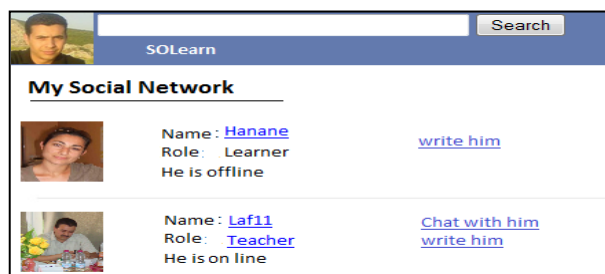 Search
SOLearn
My Social Network
Name : Hanane
Role: Learner
He is offline
write him
Name : Laf11
Role: Teacher
He is on line
Chat with him
write him